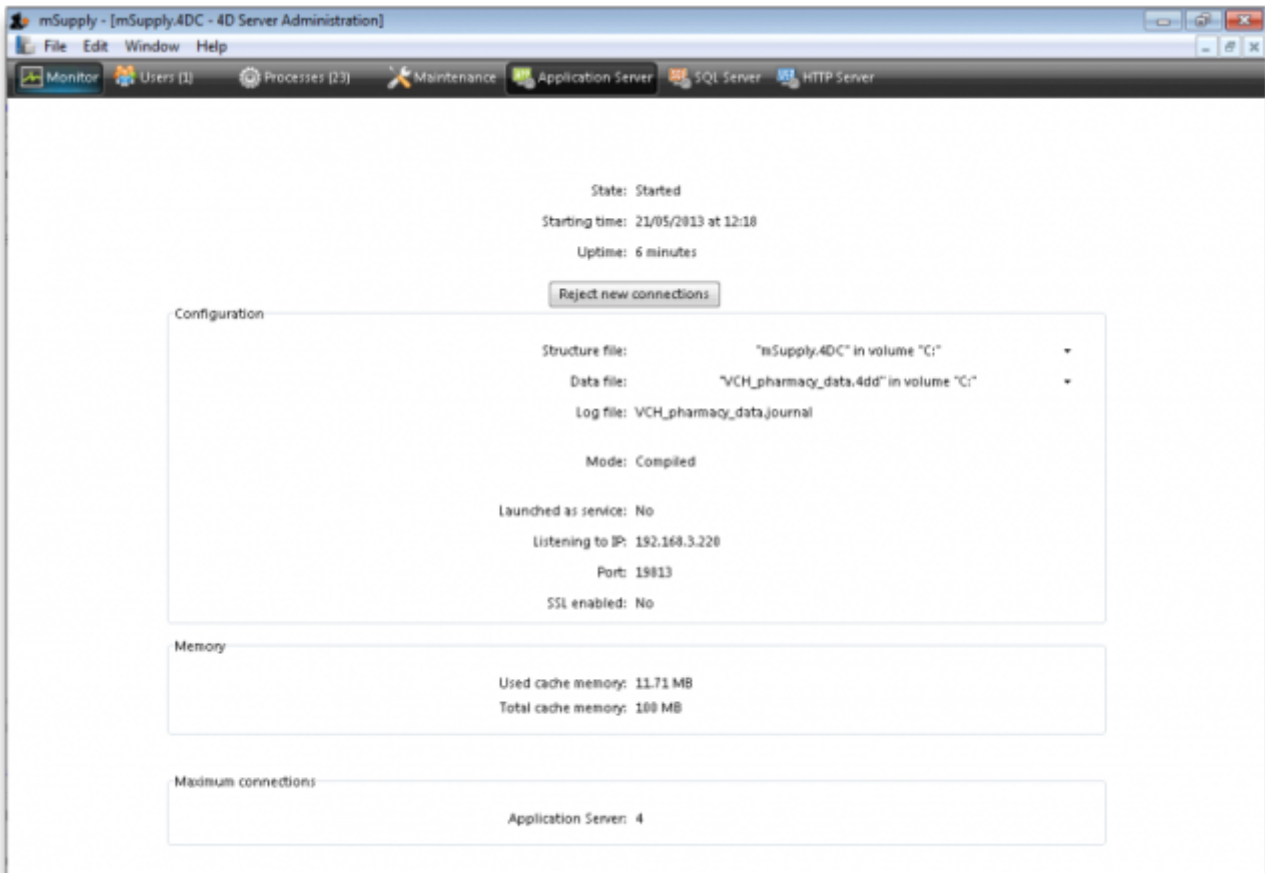 mSupply - [mSupply.4DC - 4D Server Administration]
File Edit Window Help
Monitor Users (1) Processes (23) Maintenance Application Server SQL Server HTTP Server
State: Started
Starting time: 21/05/2013 at 12:18
Uptime: 6 minutes
Reject new connections
Configuration
Structure file: "mSupply.4DC" in volume "C:"
Data file: "VCH_pharmacy_data.4dd" in volume "C:"
Log file: VCH_pharmacy_data.journal
Mode: Compiled
Launched as service: No
Listening to IP: 192.168.3.220
Port: 19813
SSL enabled: No
Memory
Used cache memory: 11.71 MB
Total cache memory: 100 MB
Maximum connections
Application Server: 4